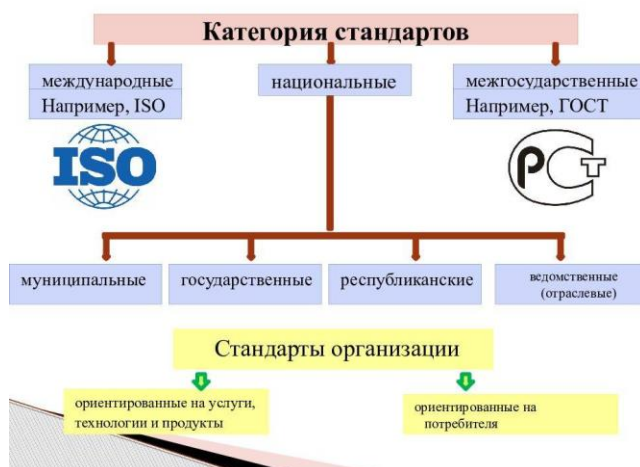 Категория стандартов
международные
Например, ISO
национальные
межгосударственные
Например, ГОСТ
ISO
РСТ
муниципальные
государственные
республиканские
ведомственные
(отраслевые)
Стандарты организации
ориентированные на услуги,
технологии и продукты
ориентированные на
потребителя